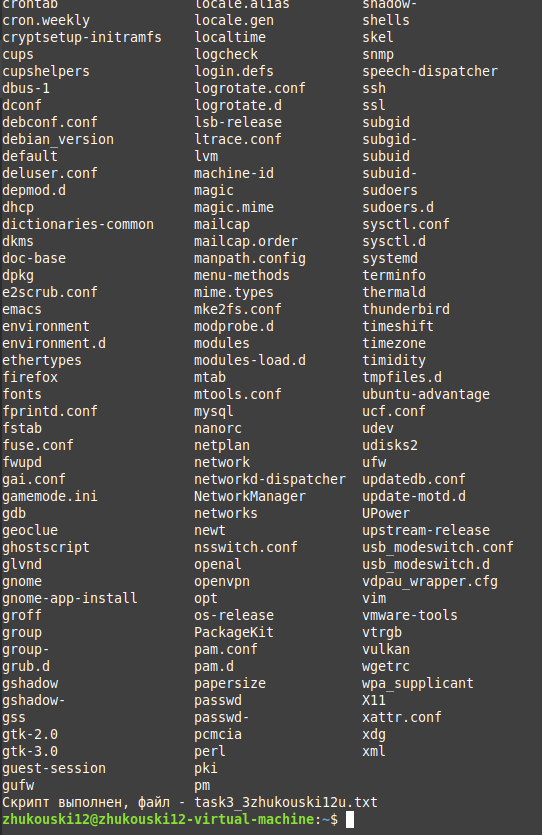 crontab locale.alias shadow-
cron.weekly locale.gen shells
cryptsetup-initramfs localtime skel
cups logcheck snmp
cupshelpers login.defs speech-dispatcher
dbus-1 logrotate.conf ssh
dconf logrotate.d ssl
debconf.conf lsb-release subgid
debian_version ltrace.conf subgid-
default lvm subuid
deluser.conf machine-id subuid-
depmod.d magic sudoers
dhcp magic.mime sudoers.d
dictionaries-common mailcap sysctl.conf
dkms mailcap.order sysctl.d
doc-base manpath.config systemd
dpkg menu-methods terminfo
e2scrub.conf mime.types thermald
emacs mke2fs.conf thunderbird
environment modprobe.d timeshift
environment.d modules timezone
ethertypes modules-load.d timidity
firefox mtab tmpfiles.d
fonts mtools.conf ubuntu-advantage
fprintd.conf mysql ucf.conf
fstab nanorc udev
fuse.conf netplan udisks2
fwupd network ufw
gai.conf networkd-dispatcher updatedb.conf
gamemode.ini NetworkManager update-motd.d
gdb networks UPower
geoclue newt upstream-release
ghostscript nsswitch.conf usb_modeswitch.conf
glvnd openal usb_modeswitch.d
gnome openvpn vdpau_wrapper.cfg
gnome-app-install opt vim
groff os-release vmware-tools
group PackageKit vtrgb
group- pam.conf vulkan
grub.d pam.d wgetrc
gshadow papersize wpa_supplicant
gshadow- passwd X11
gss passwd- xattr.conf
gtk-2.0 pcmcia xdg
gtk-3.0 perl xml
guest-session pki
gufw pm
Скрипт выполнен, файл - task3_3zhukouski12u.txt
zhukouski12@zhukouski12-virtual-machine:~$